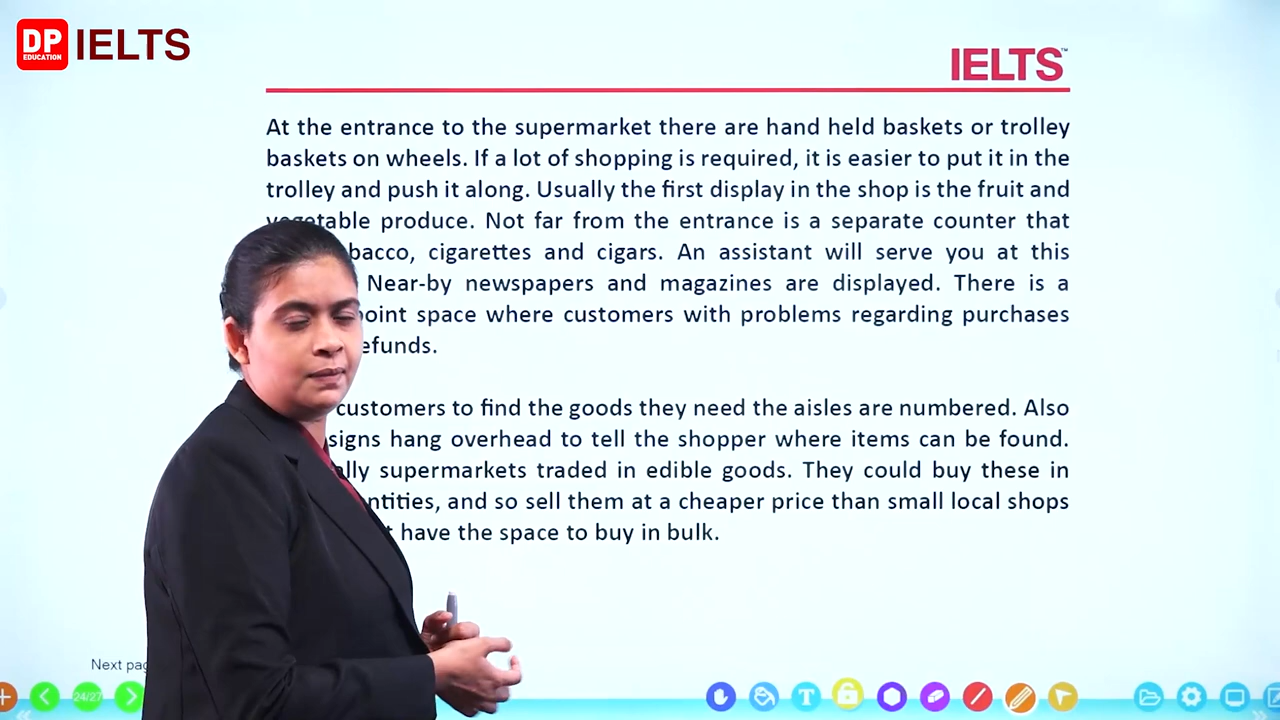 DP
EDUCATION
IELTS
IELTS™
At the entrance to the supermarket there are hand held baskets or trolley
baskets on wheels. If a lot of shopping is required, it is easier to put it in the
trolley and push it along. Usually the first display in the shop is the fruit and
vegetable produce. Not far from the entrance is a separate counter that
cigarettes and cigars. An assistant will serve you at this
Near-by newspapers and magazines are displayed. There is a
space where customers with problems regarding purchases
customers to find the goods they need the aisles are numbered. Also
signs hang overhead to tell the shopper where items can be found.
supermarkets traded in edible goods. They could buy these in
and so sell them at a cheaper price than small local shops
have the space to buy in bulk.
Next
24/27
T